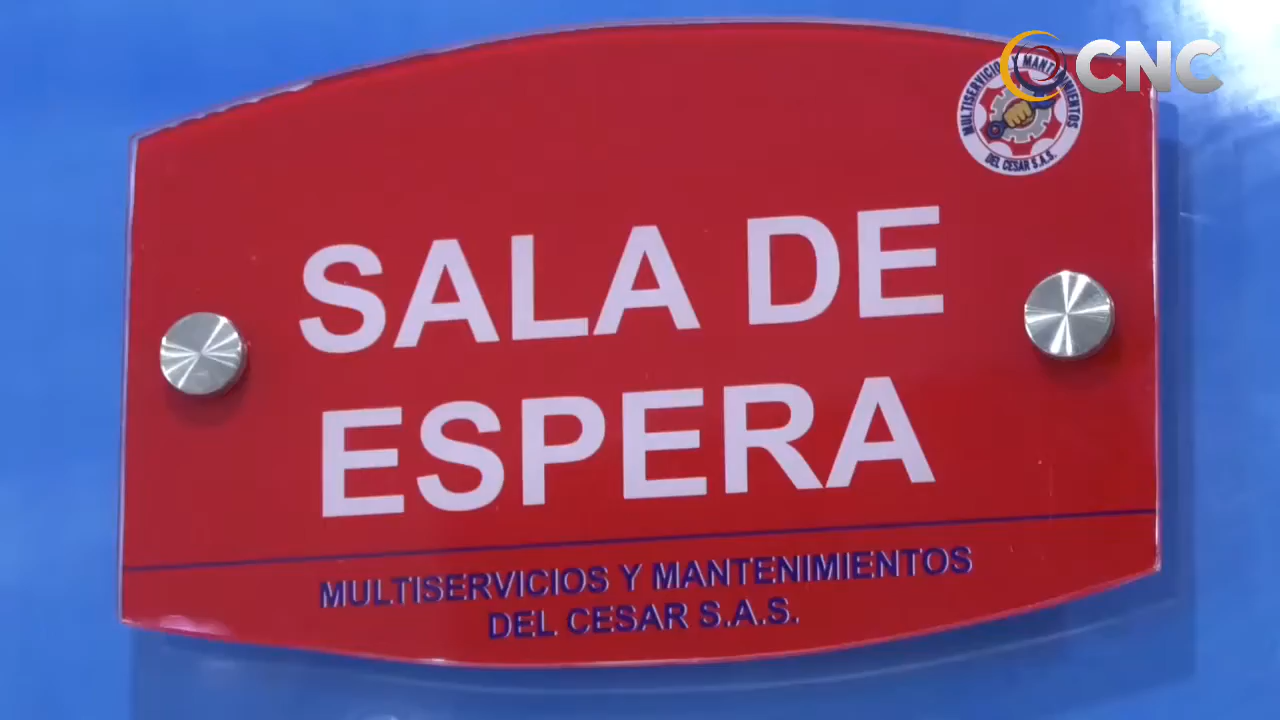 CNC
MULTISERVICIOS Y MANTENIMIENTOS
DEL CESAR S.A.S.
SALA DE
ESPERA
MULTISERVICIOS Y MANTENIMIENTOS
DEL CESAR S.A.S.